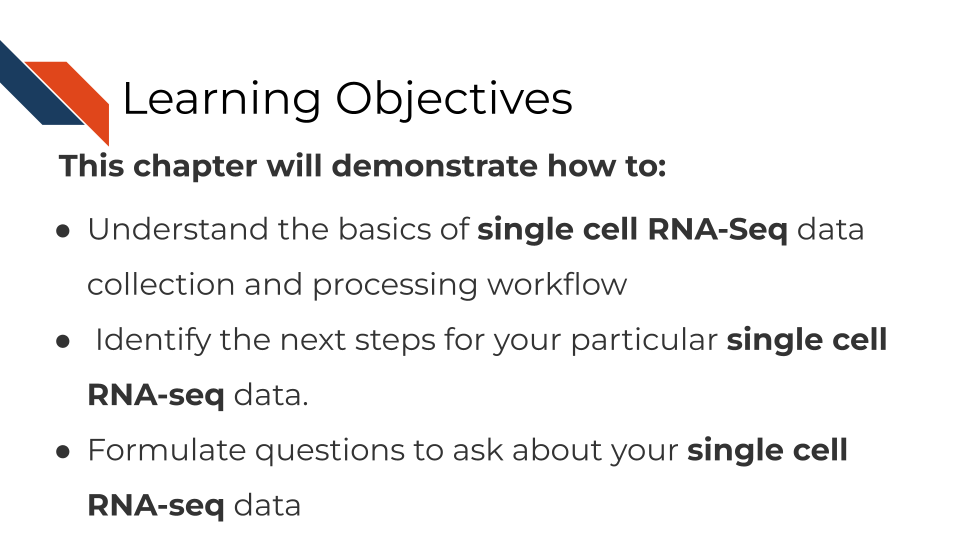 Learning Objectives
This chapter will demonstrate how to:
● Understand the basics of single cell RNA-Seq data
collection and processing workflow
● Identify the next steps for your particular single cell
RNA-seq data.
● Formulate questions to ask about your single cell
RNA-seq data